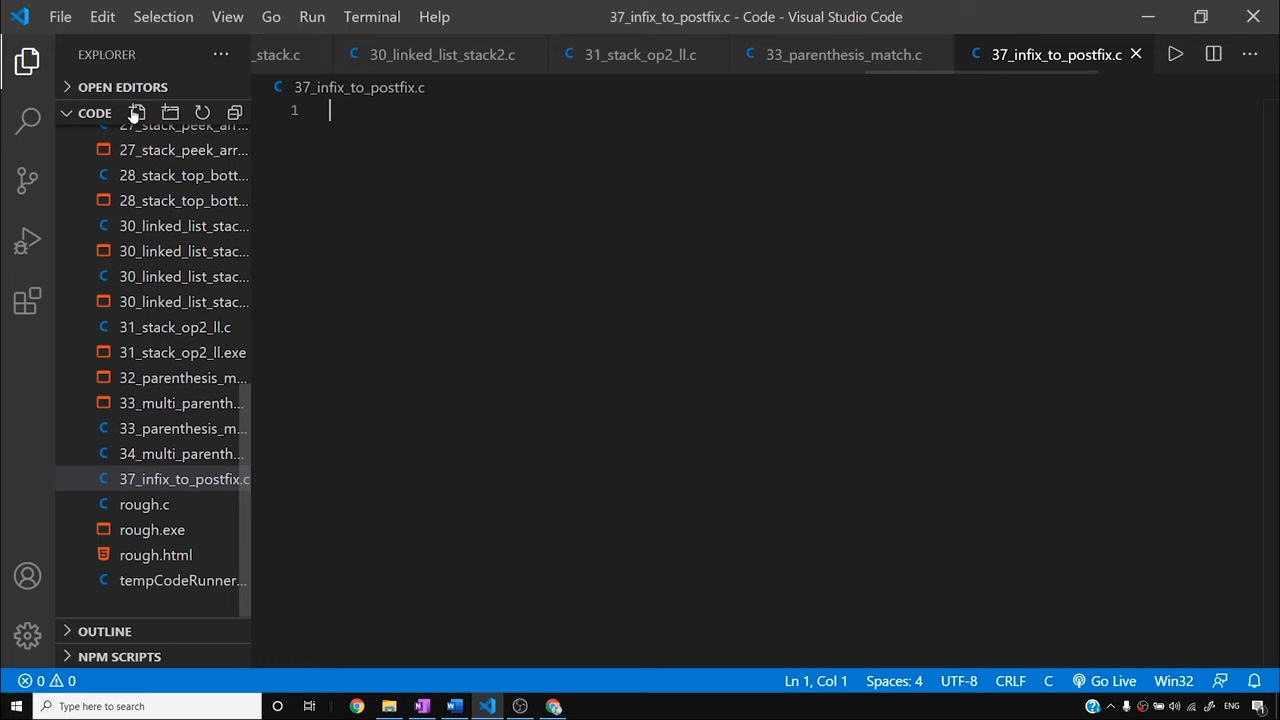 File Edit Selection View Go Run Terminal Help 37_infix_to_postfix.c - Code - Visual Studio Code
EXPLORER
_stack.c 30_linked_list_stack2.c 31_stack_op2_ll.c 33_parenthesis_match.c 37_infix_to_postfix.c
OPEN EDITORS
37_infix_to_postfix.c
CODE
1
27_stack_peek_arr...
27_stack_peek_arr...
28_stack_top_bott...
28_stack_top_bott...
30_linked_list_stac...
30_linked_list_stac...
30_linked_list_stac...
30_linked_list_stac...
31_stack_op2_ll.c
31_stack_op2_ll.exe
32_parenthesis_m...
33_multi_parenth...
33_parenthesis_m...
34_multi_parenth...
37_infix_to_postfix.c
rough.c
rough.exe
rough.html
tempCodeRunner...
OUTLINE
NPM SCRIPTS
0 0 Ln 1, Col 1 Spaces: 4 UTF-8 CRLF C Go Live Win32
Type here to search ENG